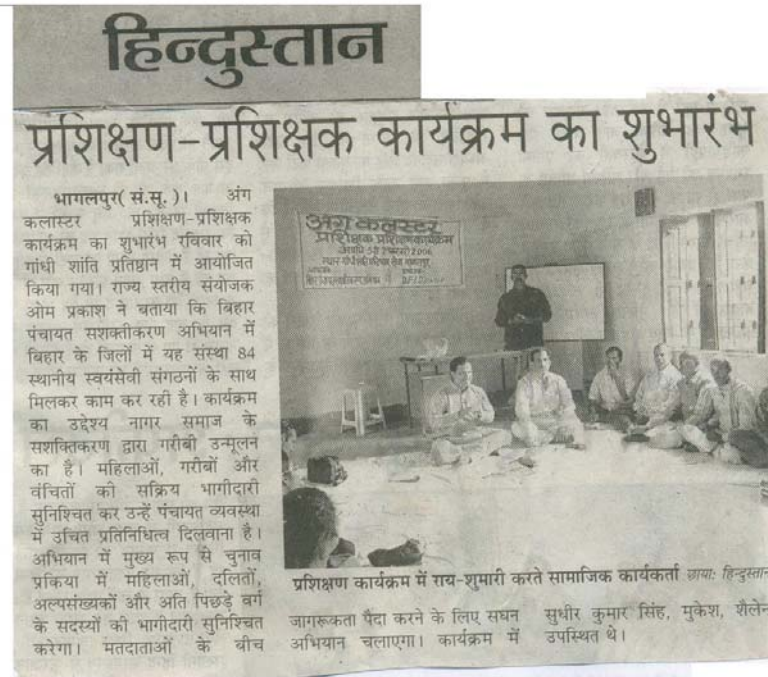 हिन्दुस्तान
प्रशिक्षण-प्रशिक्षक कार्यक्रम का शुभारंभ
भागलपुर( सं.सू. )। अंग
कलास्टर प्रशिक्षण-प्रशिक्षक
कार्यक्रम का शुभारंभ रविवार को
गांधी शांति प्रतिष्ठान में आयोजित
किया गया। राज्य स्तरीय संयोजक
ओम प्रकाश ने बताया कि बिहार
पंचायत सशक्तीकरण अभियान में
बिहार के जिलों में यह संस्था 84
स्थानीय स्वयंसेवी संगठनों के साथ
मिलकर काम कर रही है। कार्यक्रम
का उद्देश्य नागर समाज के
सशक्तिकरण द्वारा गरीबी उन्मूलन
का है। महिलाओं, गरीबों और
वंचितों की सक्रिय भागीदारी
सुनिश्चित कर उन्हें पंचायत व्यवस्था
में उचित प्रतिनिधित्व दिलवाना है।
अभियान में मुख्य रूप से चुनाव
प्रकिया में महिलाओं, दलितों,
अल्पसंख्यकों और अति पिछड़े वर्ग
के सदस्यों की भागीदारी सुनिश्चित
करेगा। मतदाताओं के बीच
अंग कलस्टर
प्रशिक्षक प्रशिक्षण कार्यक्रम
2006
प्रशिक्षण कार्यक्रम में राय-शुमारी करते सामाजिक कार्यकर्ता छाया: हिन्दुस्तान
जागरूकता पैदा करने के लिए सघन
अभियान चलाएगा। कार्यक्रम में
सुधीर कुमार सिंह, मुकेश, शैलेन
उपस्थित थे।